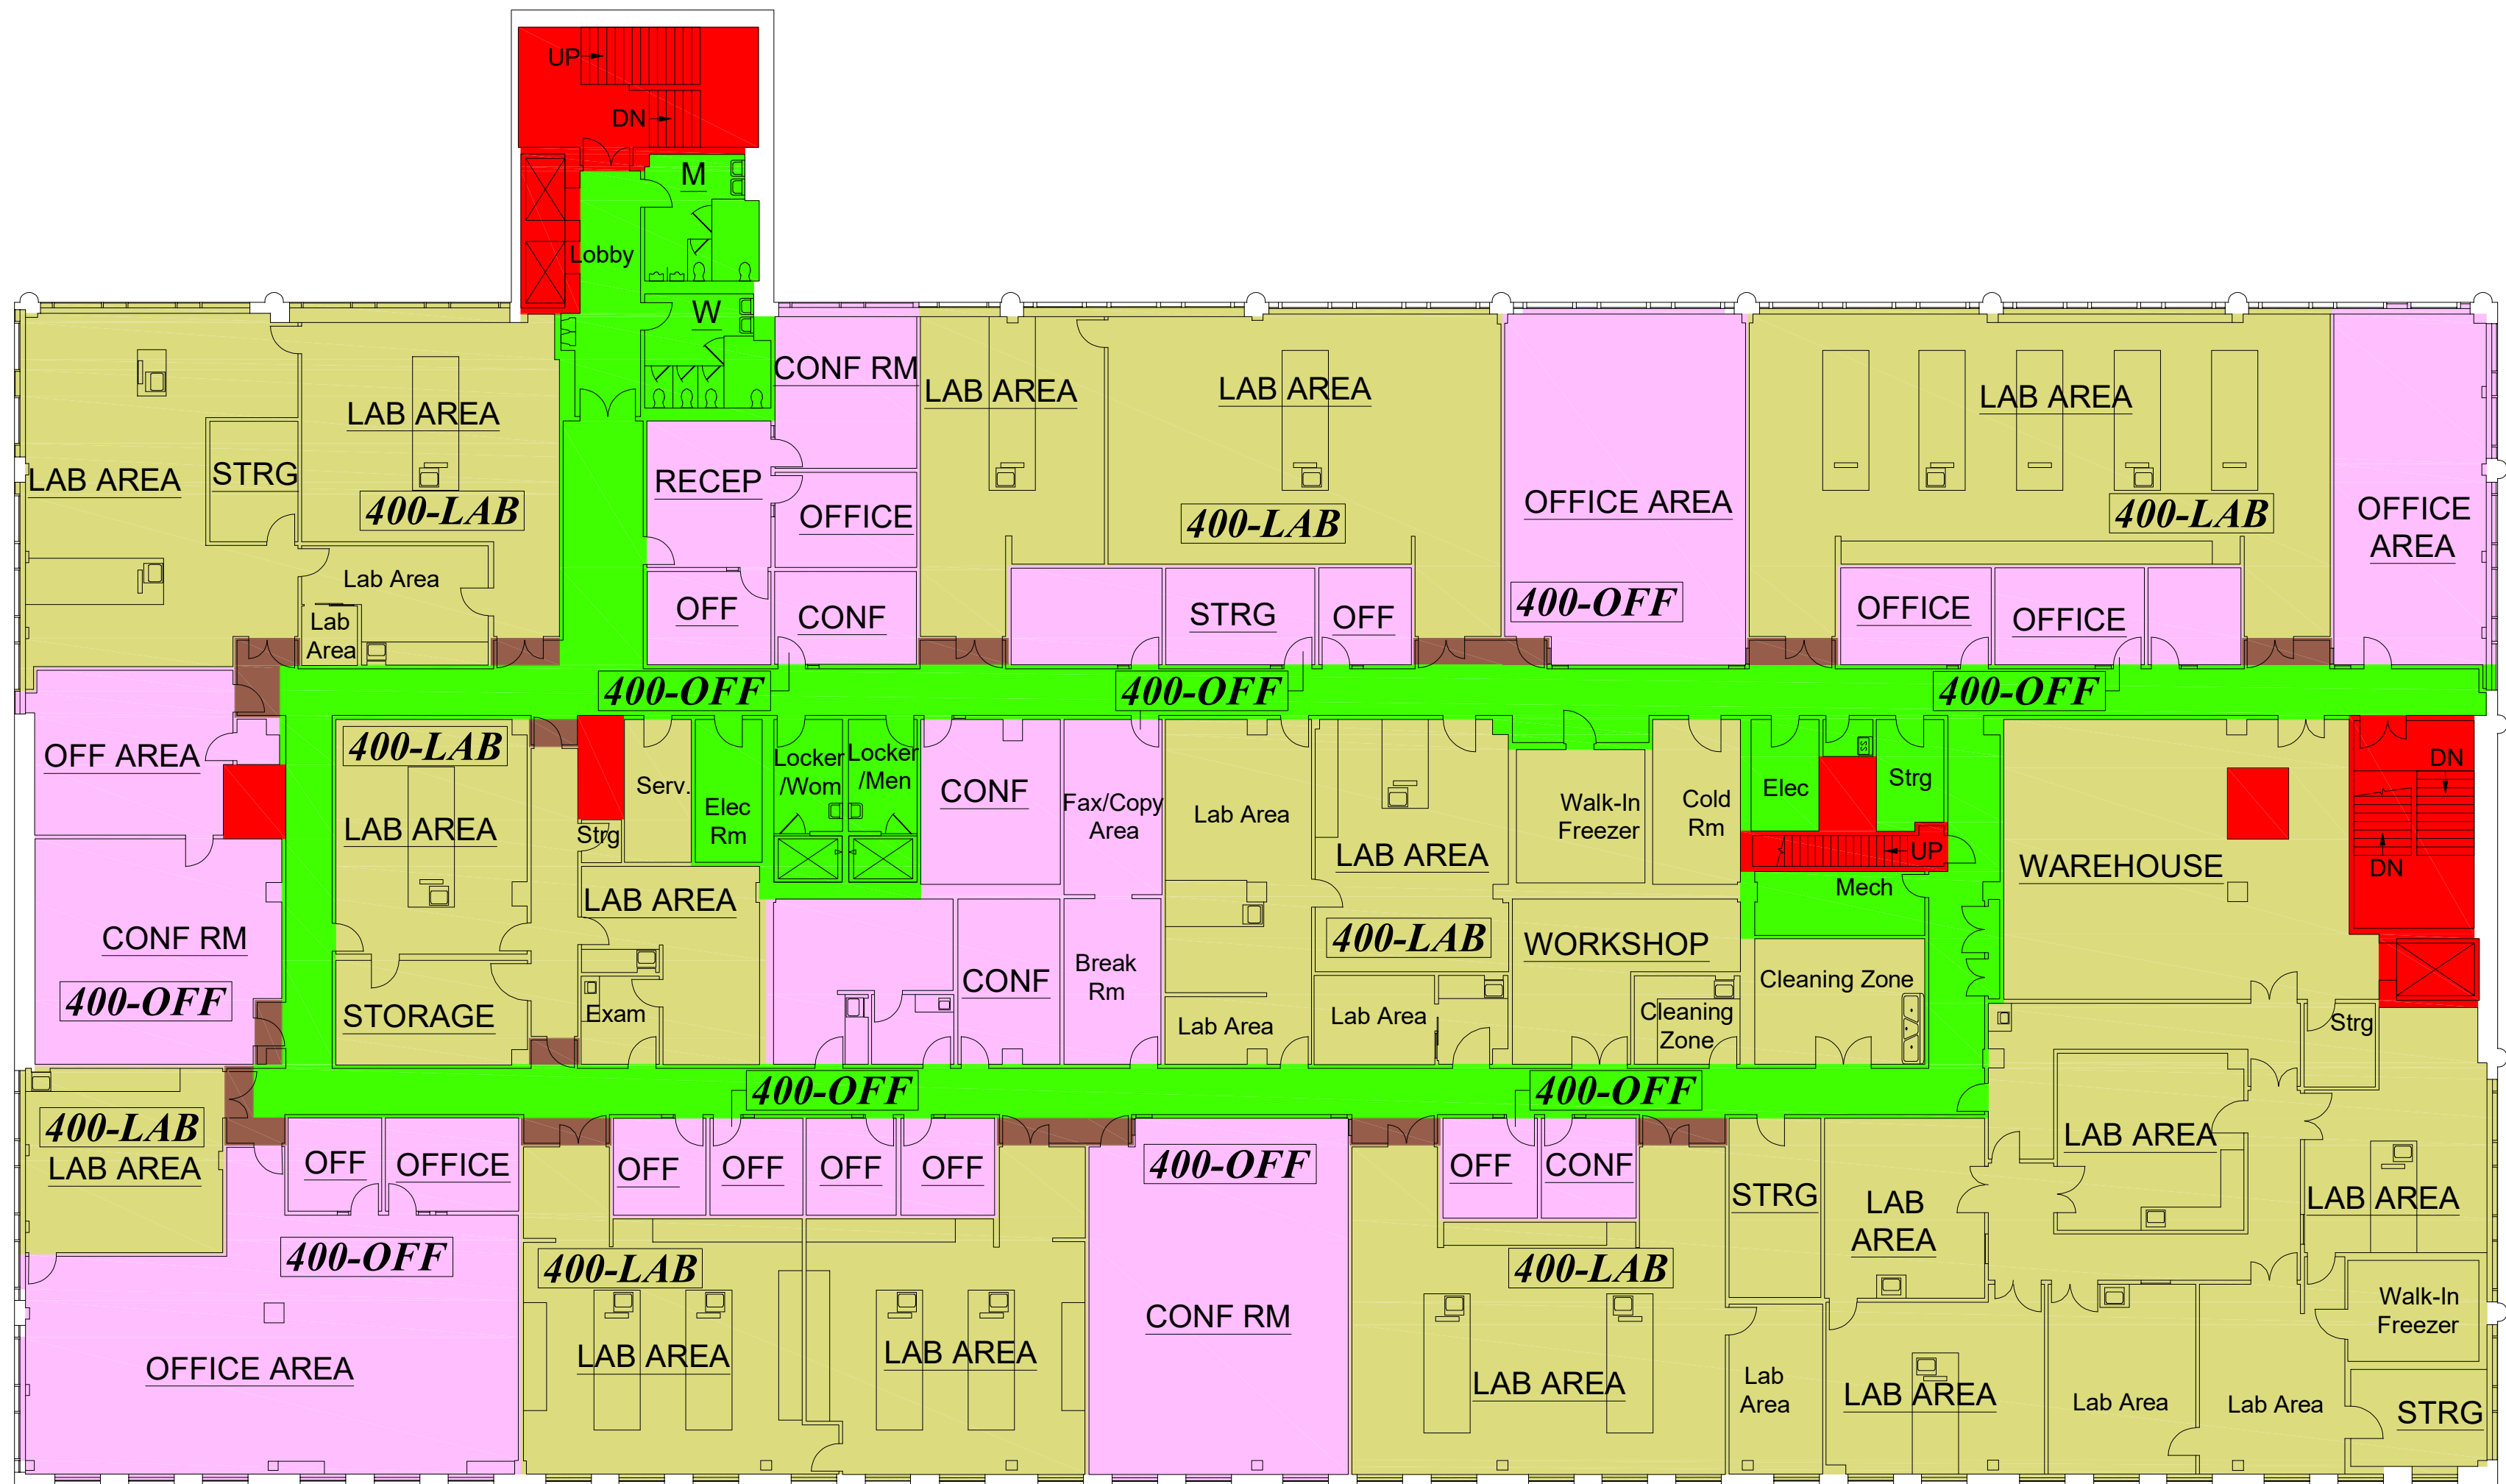 UP
DN
M
Lobby
W
CONF RM
LAB AREA
LAB AREA
LAB AREA
LAB AREA
LAB AREA
STRG
RECEP
OFFICE AREA
OFFICE
AREA
400-LAB
OFFICE
400-LAB
400-LAB
Lab Area
Lab
Area
OFF
CONF
STRG
OFF
400-OFF
OFFICE
OFFICE
400-OFF
400-OFF
400-OFF
OFF AREA
400-LAB
LAB AREA
Strg
Serv.
Elec
Rm
Locker
/Wom
Locker
/Men
CONF
Fax/Copy
Area
Lab Area
LAB AREA
Walk-In
Freezer
Cold
Rm
Elec
Strg
UP
Mech
WAREHOUSE
DN
DN
CONF RM
400-OFF
STORAGE
LAB AREA
Exam
CONF
Break
Rm
Lab Area
400-LAB
Lab Area
WORKSHOP
Cleaning
Zone
Cleaning Zone
Strg
400-OFF
400-OFF
400-LAB
LAB AREA
OFF
OFFICE
OFF
OFF
OFF
OFF
400-OFF
OFF
CONF
STRG
LAB
AREA
LAB AREA
LAB AREA
400-OFF
400-LAB
400-LAB
OFFICE AREA
LAB AREA
LAB AREA
CONF RM
LAB AREA
Lab
Area
LAB AREA
Lab Area
Lab Area
Walk-In
Freezer
STRG